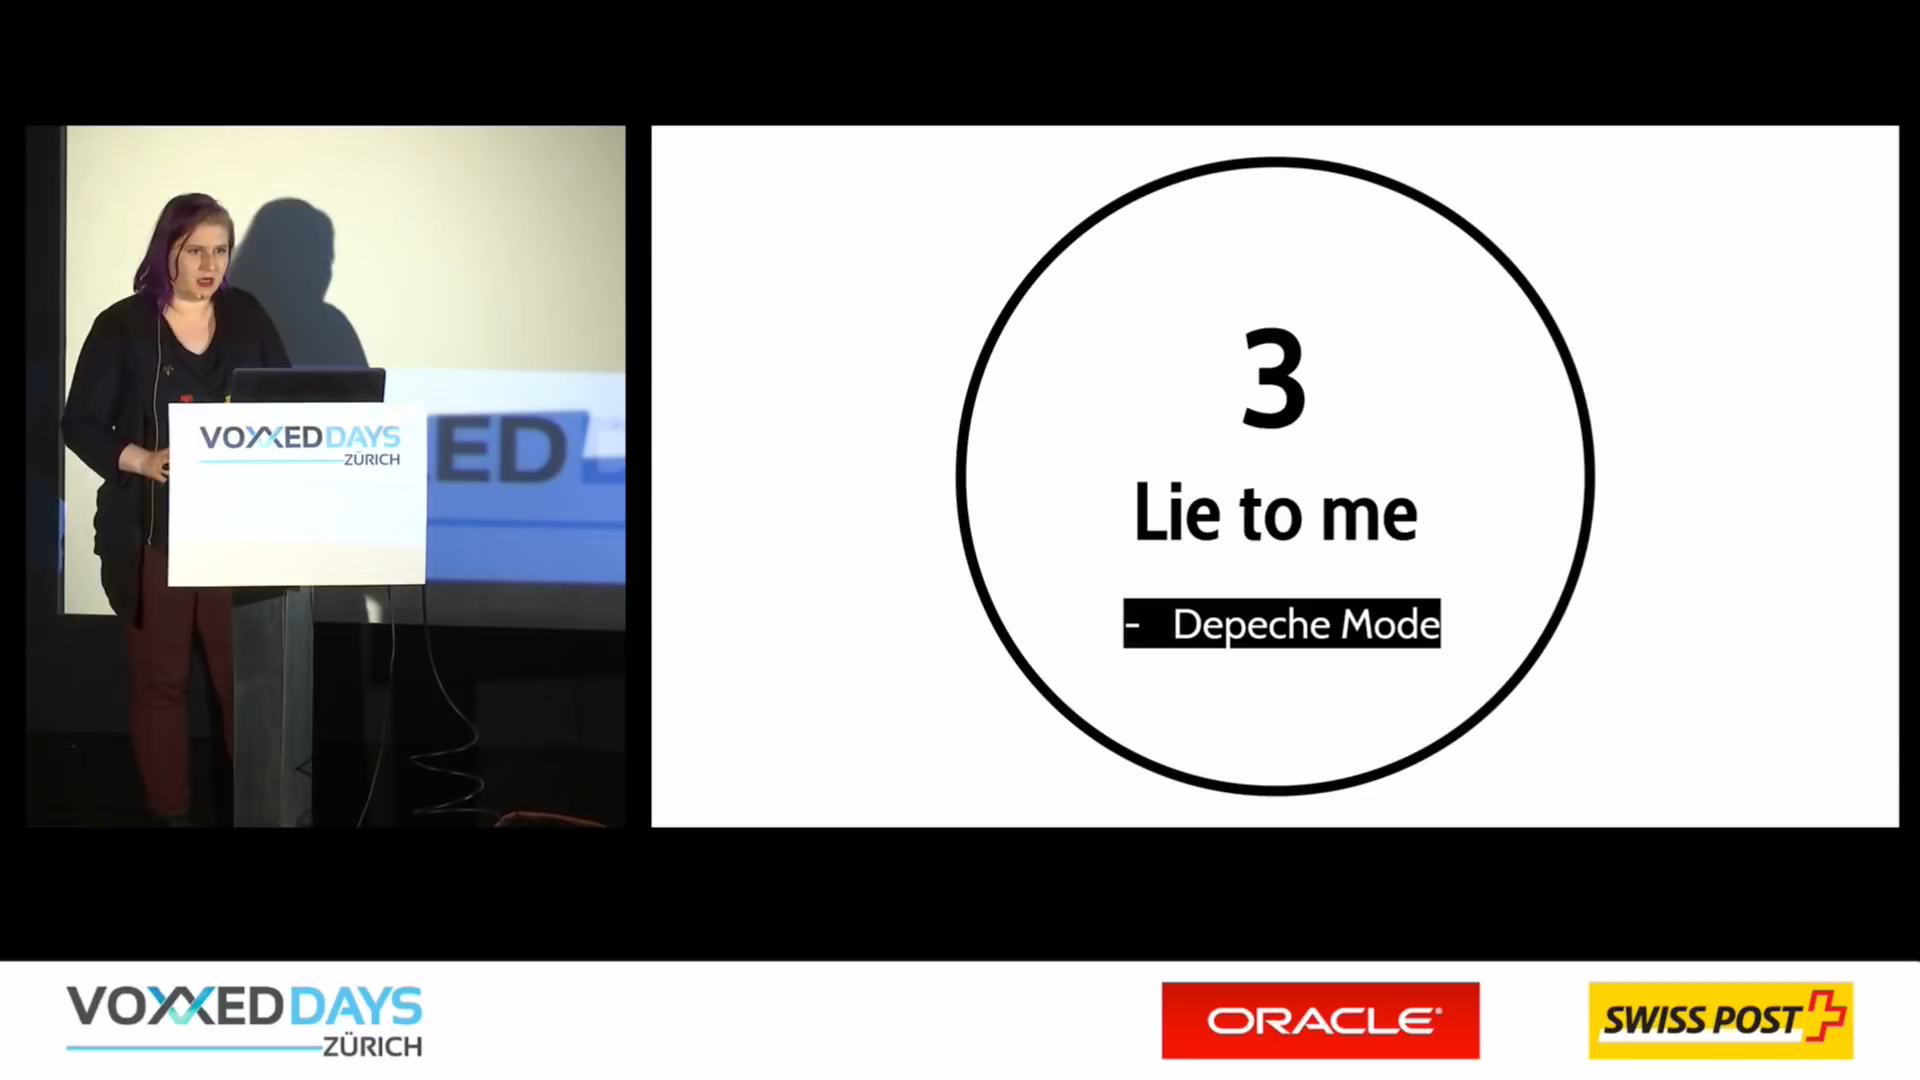 VOXXEDDAYS
ZÜRICH
ED
3
Lie to me
- Depeche Mode
VOXXEDDAYS
ZÜRICH
ORACLE®
SWISS POST